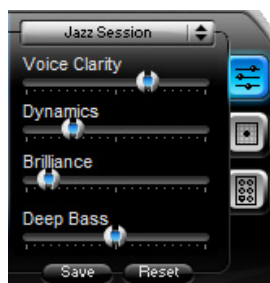 Jazz Session
Voice Clarity
Dynamics
Brilliance
Deep Bass
Save Reset